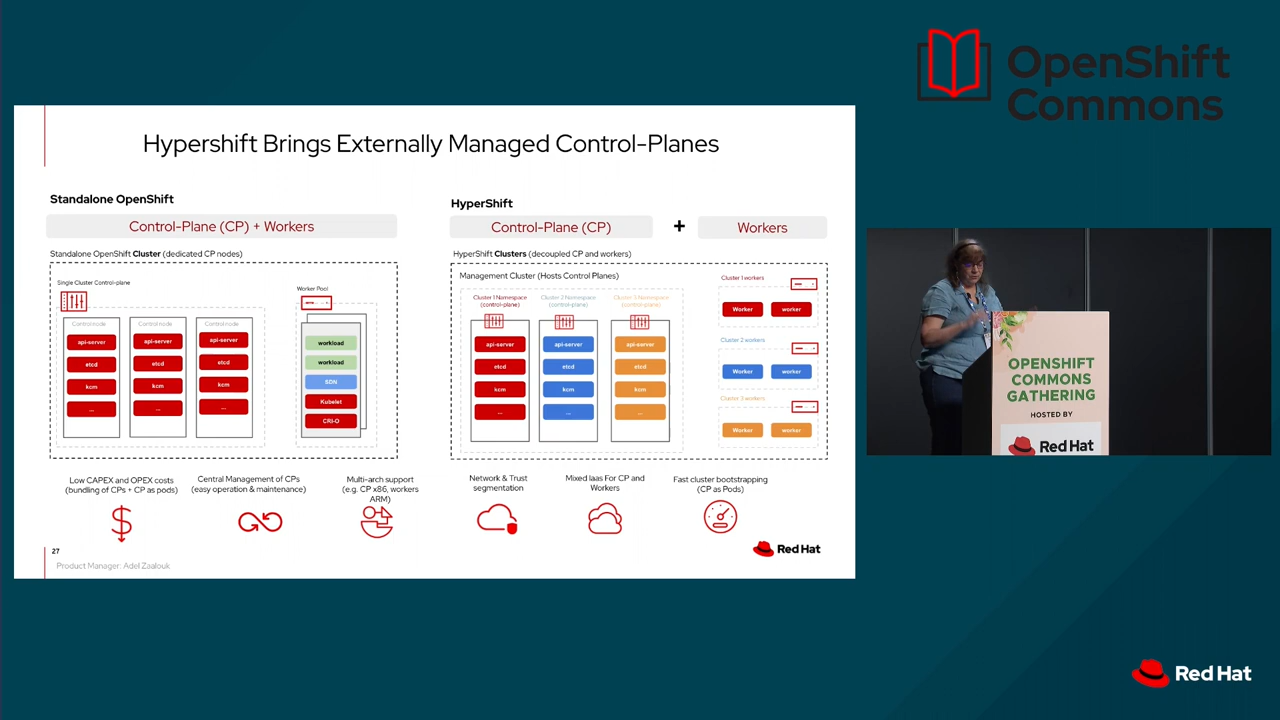 OpenShift
Commons
Hypershift Brings Externally Managed Control-Planes
Standalone OpenShift
Control-Plane (CP) + Workers
Standalone OpenShift Cluster (dedicated CP nodes)
Single Cluster Control-plane
Control node
api-server
etcd
kcm
...
Control node
api-server
etcd
kcm
...
Control node
api-server
etcd
kcm
...
Worker Pool
workload
workload
SDN
Kubelet
CRI-O
HyperShift
Control-Plane (CP)
+
Workers
HyperShift Clusters (decoupled CP and workers)
Management Cluster (Hosts Control Planes)
Cluster 1 Namespace
(control-plane)
api-server
etcd
kcm
...
Cluster 2 Namespace
(control-plane)
api-server
etcd
kcm
...
Cluster 3 Namespace
(control-plane)
api-server
etcd
kcm
...
Cluster 1 workers
Worker worker
Cluster 2 workers
Worker worker
Cluster 3 workers
Worker worker
Low CAPEX and OPEX costs
(bundling of CPs + CP as pods)
Central Management of CPs
(easy operation & maintenance)
Multi-arch support
(e.g. CP x86, workers
ARM)
Network & Trust
segmentation
Mixed Iaas For CP and
Workers
Fast cluster bootstrapping
(CP as Pods)
27
Product Manager: Adel Zaalouk
Red Hat
OPENSHIFT
COMMONS
GATHERING
HOSTED BY
Red Hat
Red Hat